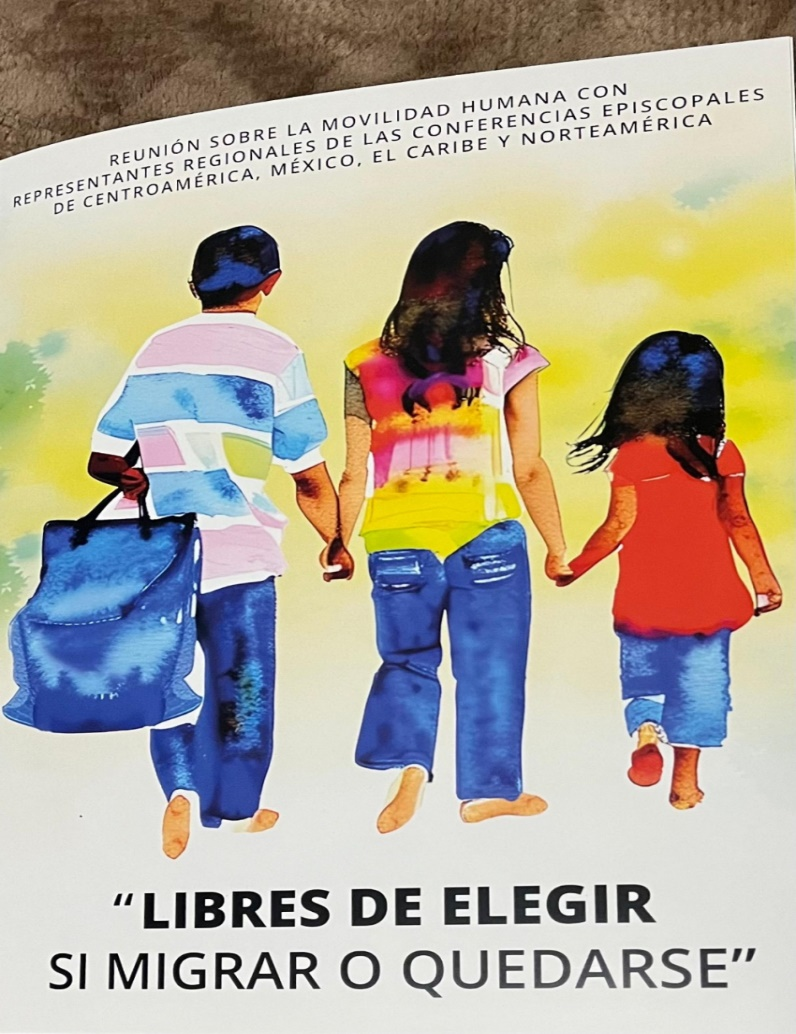 REUNIÓN SOBRE LA MOVILIDAD HUMANA CON
REPRESENTANTES REGIONALES DE LAS CONFERENCIAS EPISCOPALES
DE CENTROAMÉRICA, MÉXICO, EL CARIBE Y NORTEAMÉRICA
“LIBRES DE ELEGIR
SI MIGRAR O QUEDARSE”